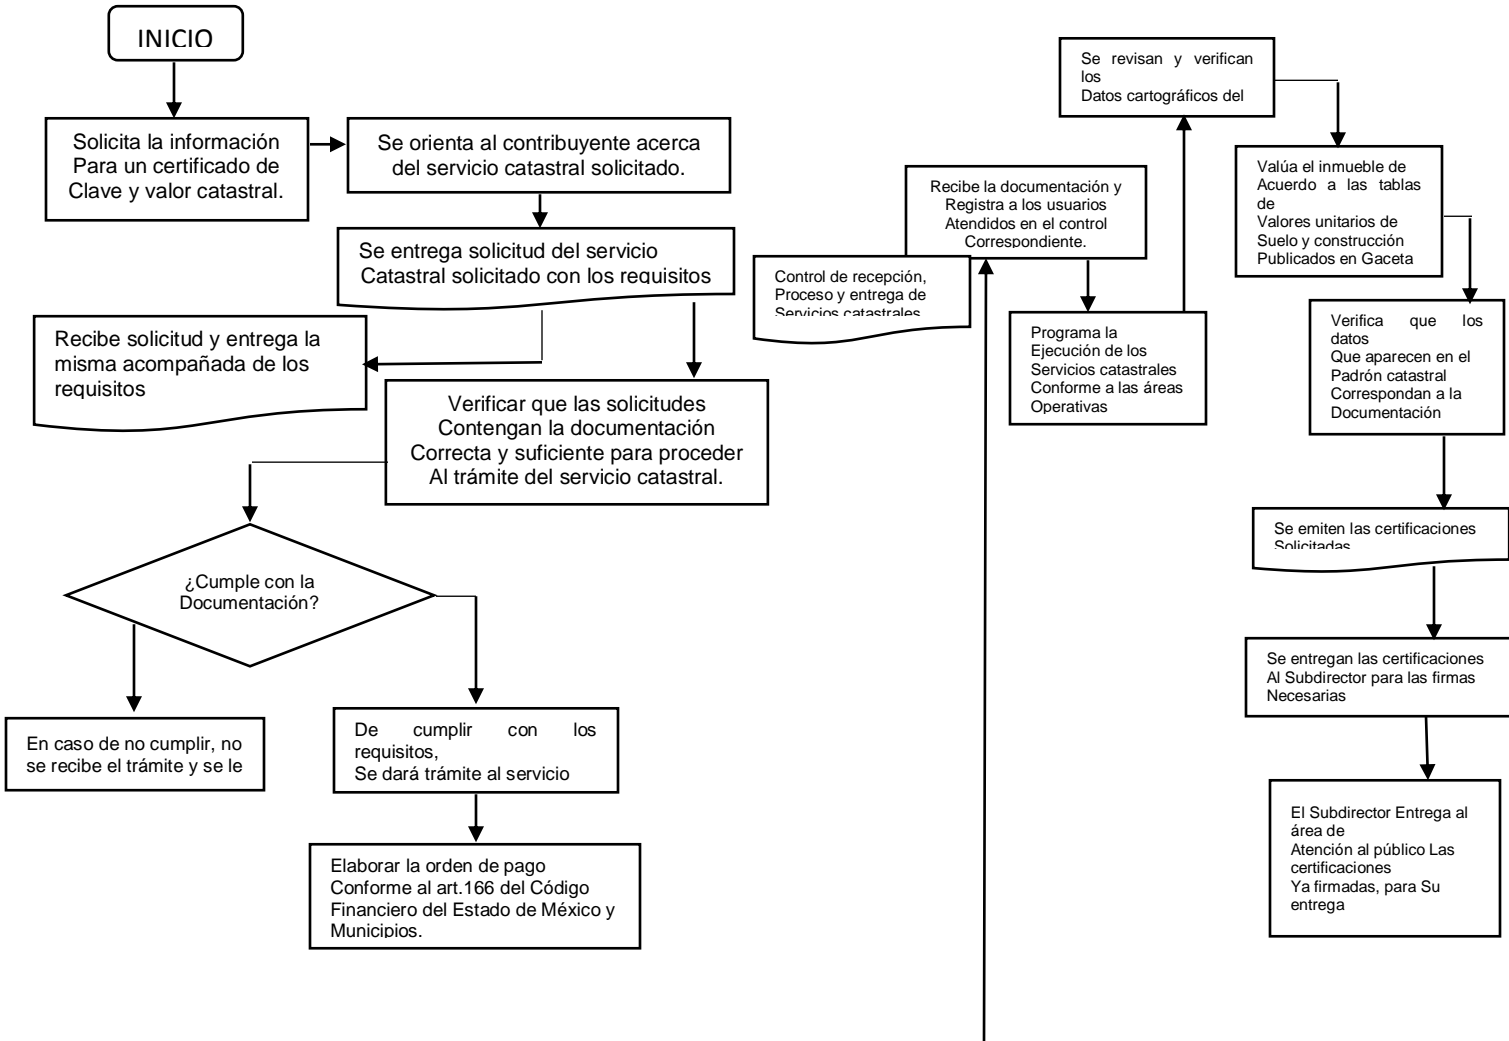 INICIO
Solicita la información
Para un certificado de
Clave y valor catastral.
Se orienta al contribuyente acerca
del servicio catastral solicitado.
Se entrega solicitud del servicio
Catastral solicitado con los requisitos
Recibe solicitud y entrega la
misma acompañada de los
requisitos
Verificar que las solicitudes
Contengan la documentación
Correcta y suficiente para proceder
Al trámite del servicio catastral.
¿Cumple con la
Documentación?
En caso de no cumplir, no
se recibe el trámite y se le
De cumplir con los
requisitos,
Se dará trámite al servicio
Elaborar la orden de pago
Conforme al art.166 del Código
Financiero del Estado de México y
Municipios.
Recibe la documentación y
Registra a los usuarios
Atendidos en el control
Correspondiente.
Control de recepción,
Proceso y entrega de
Servicios catastrales
Programa la
Ejecución de los
Servicios catastrales
Conforme a las áreas
Operativas
Se revisan y verifican
los
Datos cartográficos del
Valúa el inmueble de
Acuerdo a las tablas
de
Valores unitarios de
Suelo y construcción
Publicados en Gaceta
Verifica que los
datos
Que aparecen en el
Padrón catastral
Correspondan a la
Documentación
Se emiten las certificaciones
Solicitadas
Se entregan las certificaciones
Al Subdirector para las firmas
Necesarias
El Subdirector Entrega al
área de
Atención al público Las
certificaciones
Ya firmadas, para Su
entrega